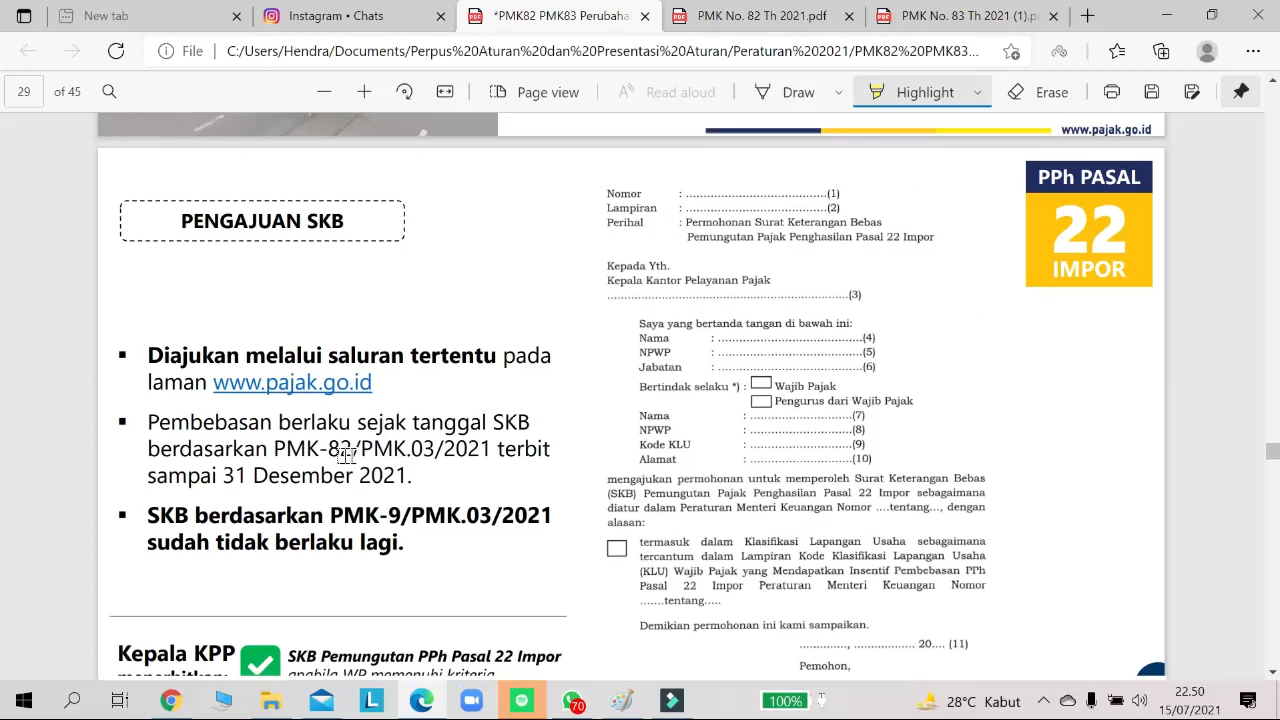 89 New tab
Instagram
*PMK82 PMK83 Perubaha
PMK No. 82 Th 2021 (2).pdf
PMK No. 83 Th 2021 (1).pdf
File
C:/Users/Hendra/Documents/Perpus%20Aturan%20dan%20Presentasi%20Aturan/Peraturan%202021/PMK82%20PMK83...
29 of 45
Page view
Read aloud
Draw
Highlight
Erase
www.pajak.go.id
PENGAJUAN SKB
▪ Diajukan melalui saluran tertentu pada
laman www.pajak.go.id
▪ Pembebasan berlaku sejak tanggal SKB
berdasarkan PMK-82/PMK.03/2021 terbit
sampai 31 Desember 2021.
▪ SKB berdasarkan PMK-9/PMK.03/2021
sudah tidak berlaku lagi.
Kepala KPP
menerbitkan:
SKB Pemungutan PPh Pasal 22 Impor
apabila WP memenuhi kriteria
Nomor : .......................................(1)
Lampiran : .......................................(2)
Perihal : Permohonan Surat Keterangan Bebas
Pemungutan Pajak Penghasilan Pasal 22 Impor
Kepada Yth.
Kepala Kantor Pelayanan Pajak
...................................................................(3)
Saya yang bertanda tangan di bawah ini:
Nama : ........................................(4)
NPWP : ........................................(5)
Jabatan : ........................................(6)
Bertindak selaku *) : Wajib Pajak
Pengurus dari Wajib Pajak
Nama : ...............................(7)
NPWP : ...............................(8)
Kode KLU : ...............................(9)
Alamat : ...............................(10)
mengajukan permohonan untuk memperoleh Surat Keterangan Bebas
(SKB) Pemungutan Pajak Penghasilan Pasal 22 Impor sebagaimana
diatur dalam Peraturan Menteri Keuangan Nomor ....tentang..., dengan
alasan:
termasuk dalam Klasifikasi Lapangan Usaha sebagaimana
tercantum dalam Lampiran Kode Klasifikasi Lapangan Usaha
(KLU) Wajib Pajak yang Mendapatkan Insentif Pembebasan PPh
Pasal 22 Impor Peraturan Menteri Keuangan Nomor
.......tentang.....
Demikian permohonan ini kami sampaikan.
............., ................. 20.... (11)
Pemohon,
PPh PASAL
22
IMPOR
70
100%
28°C Kabut
22.50
15/07/2021